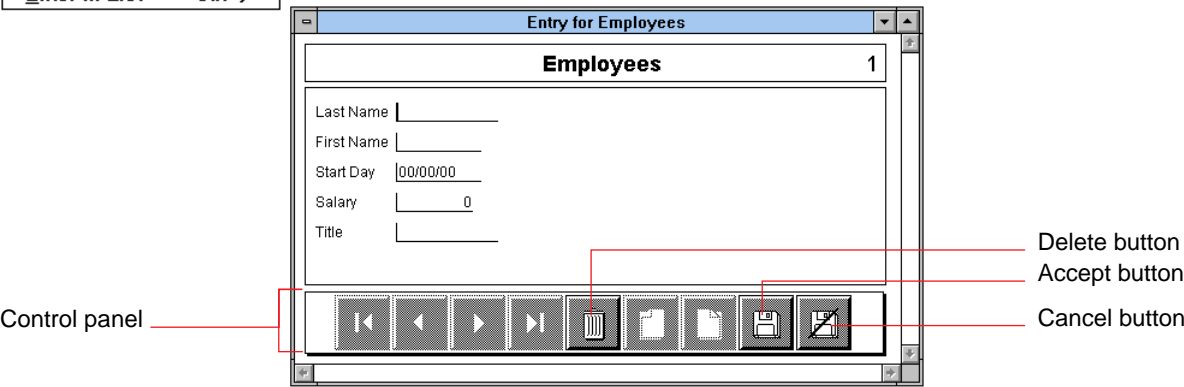 Entry for Employees
Employees 1
Last Name
First Name
Start Day 00/00/00
Salary 0
Title
Delete button
Accept button
Control panel
Cancel button